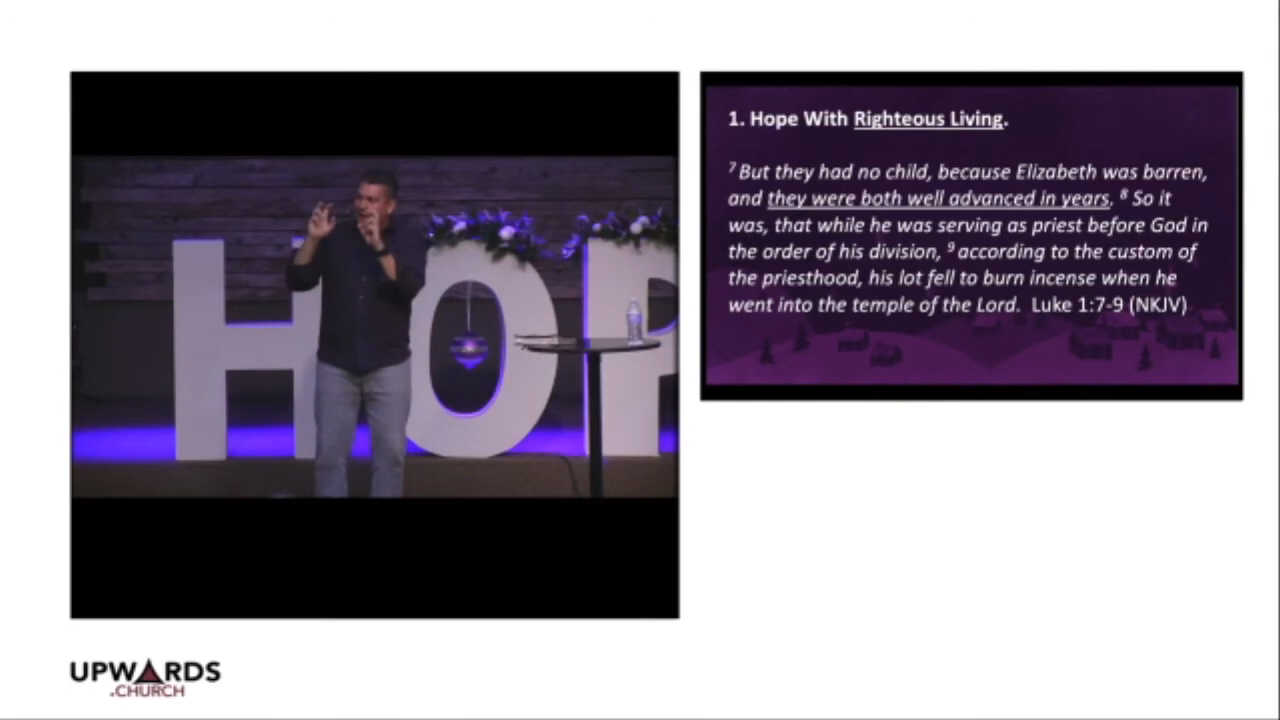 HOP
1. Hope With Righteous Living.
7 But they had no child, because Elizabeth was barren,
and they were both well advanced in years. 8 So it
was, that while he was serving as priest before God in
the order of his division, 9 according to the custom of
the priesthood, his lot fell to burn incense when he
went into the temple of the Lord. Luke 1:7-9 (NKJV)
UPWARDS
.CHURCH